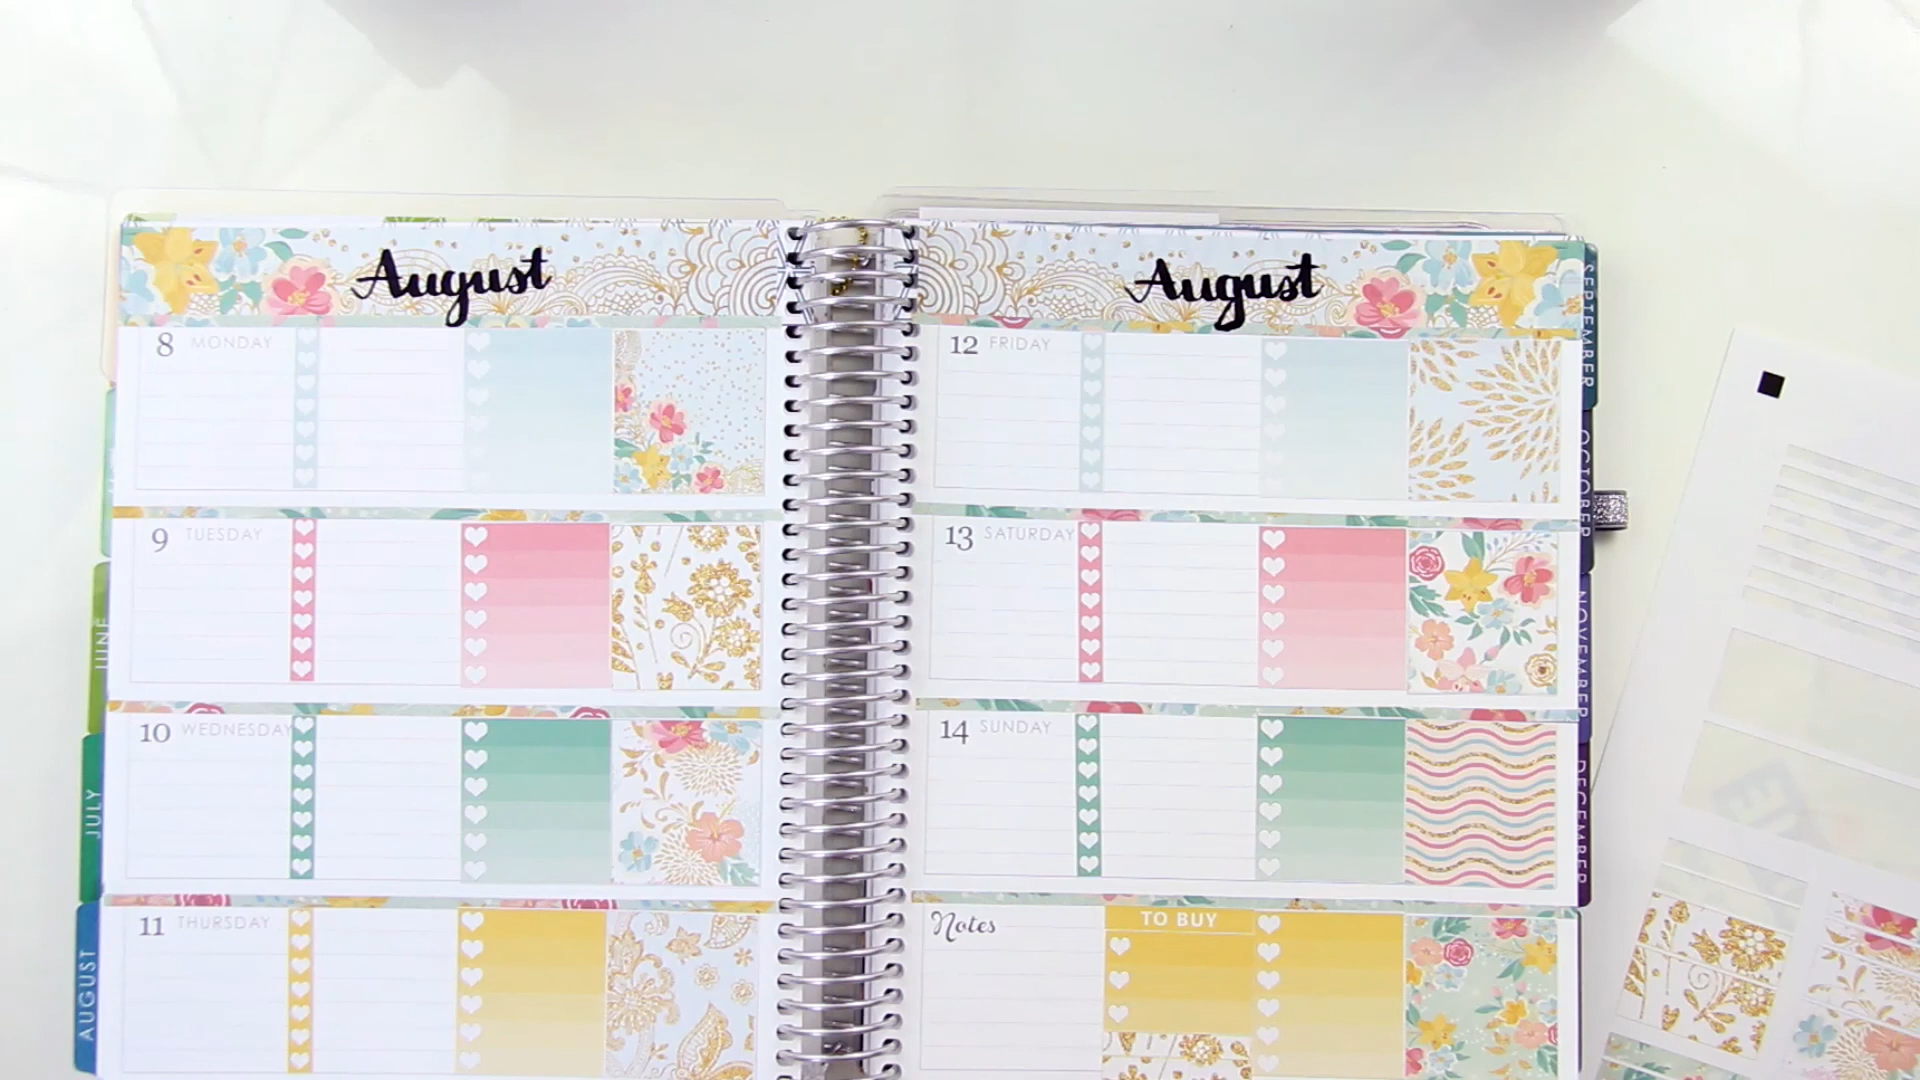 August
8 MONDAY
9 TUESDAY
10 WEDNESDAY
11 THURSDAY
August
12 FRIDAY
13 SATURDAY
14 SUNDAY
Notes
TO BUY
JUNE
JULY
AUGUST
SEPTEMBER
OCTOBER
NOVEMBER
DECEMBER